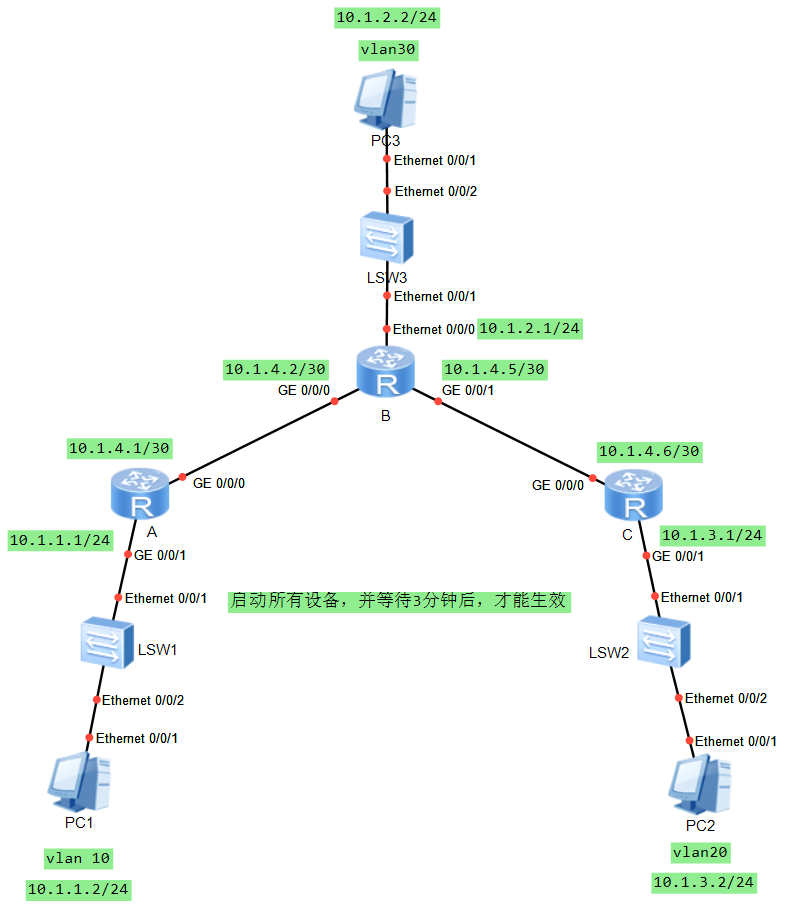 10.1.2.2/24
vlan30
PC3
Ethernet 0/0/1
Ethernet 0/0/2
LSW3
Ethernet 0/0/1
Ethernet 0/0/0
10.1.2.1/24
10.1.4.2/30
10.1.4.5/30
GE 0/0/0
GE 0/0/1
R
B
10.1.4.1/30
10.1.4.6/30
GE 0/0/0
GE 0/0/0
R
R
A
C
10.1.1.1/24
10.1.3.1/24
GE 0/0/1
GE 0/0/1
Ethernet 0/0/1
启动所有设备，并等待3分钟后，才能生效
Ethernet 0/0/1
LSW1
LSW2
Ethernet 0/0/2
Ethernet 0/0/2
Ethernet 0/0/1
Ethernet 0/0/1
PC1
PC2
vlan 10
vlan20
10.1.1.2/24
10.1.3.2/24